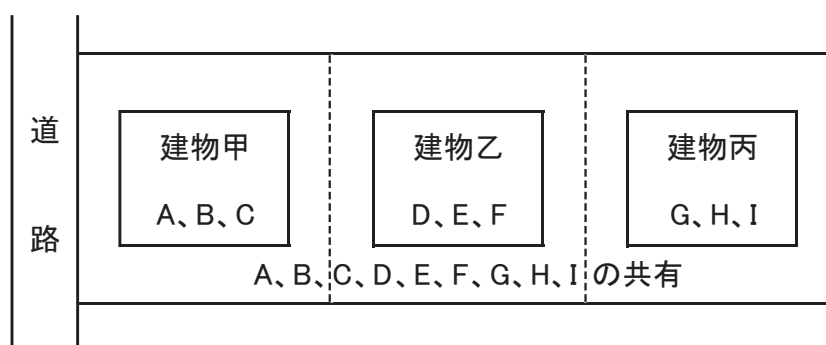 道路
建物甲
A、B、C
建物乙
D、E、F
建物丙
G、H、I
A、B、C、D、E、F、G、H、I の共有